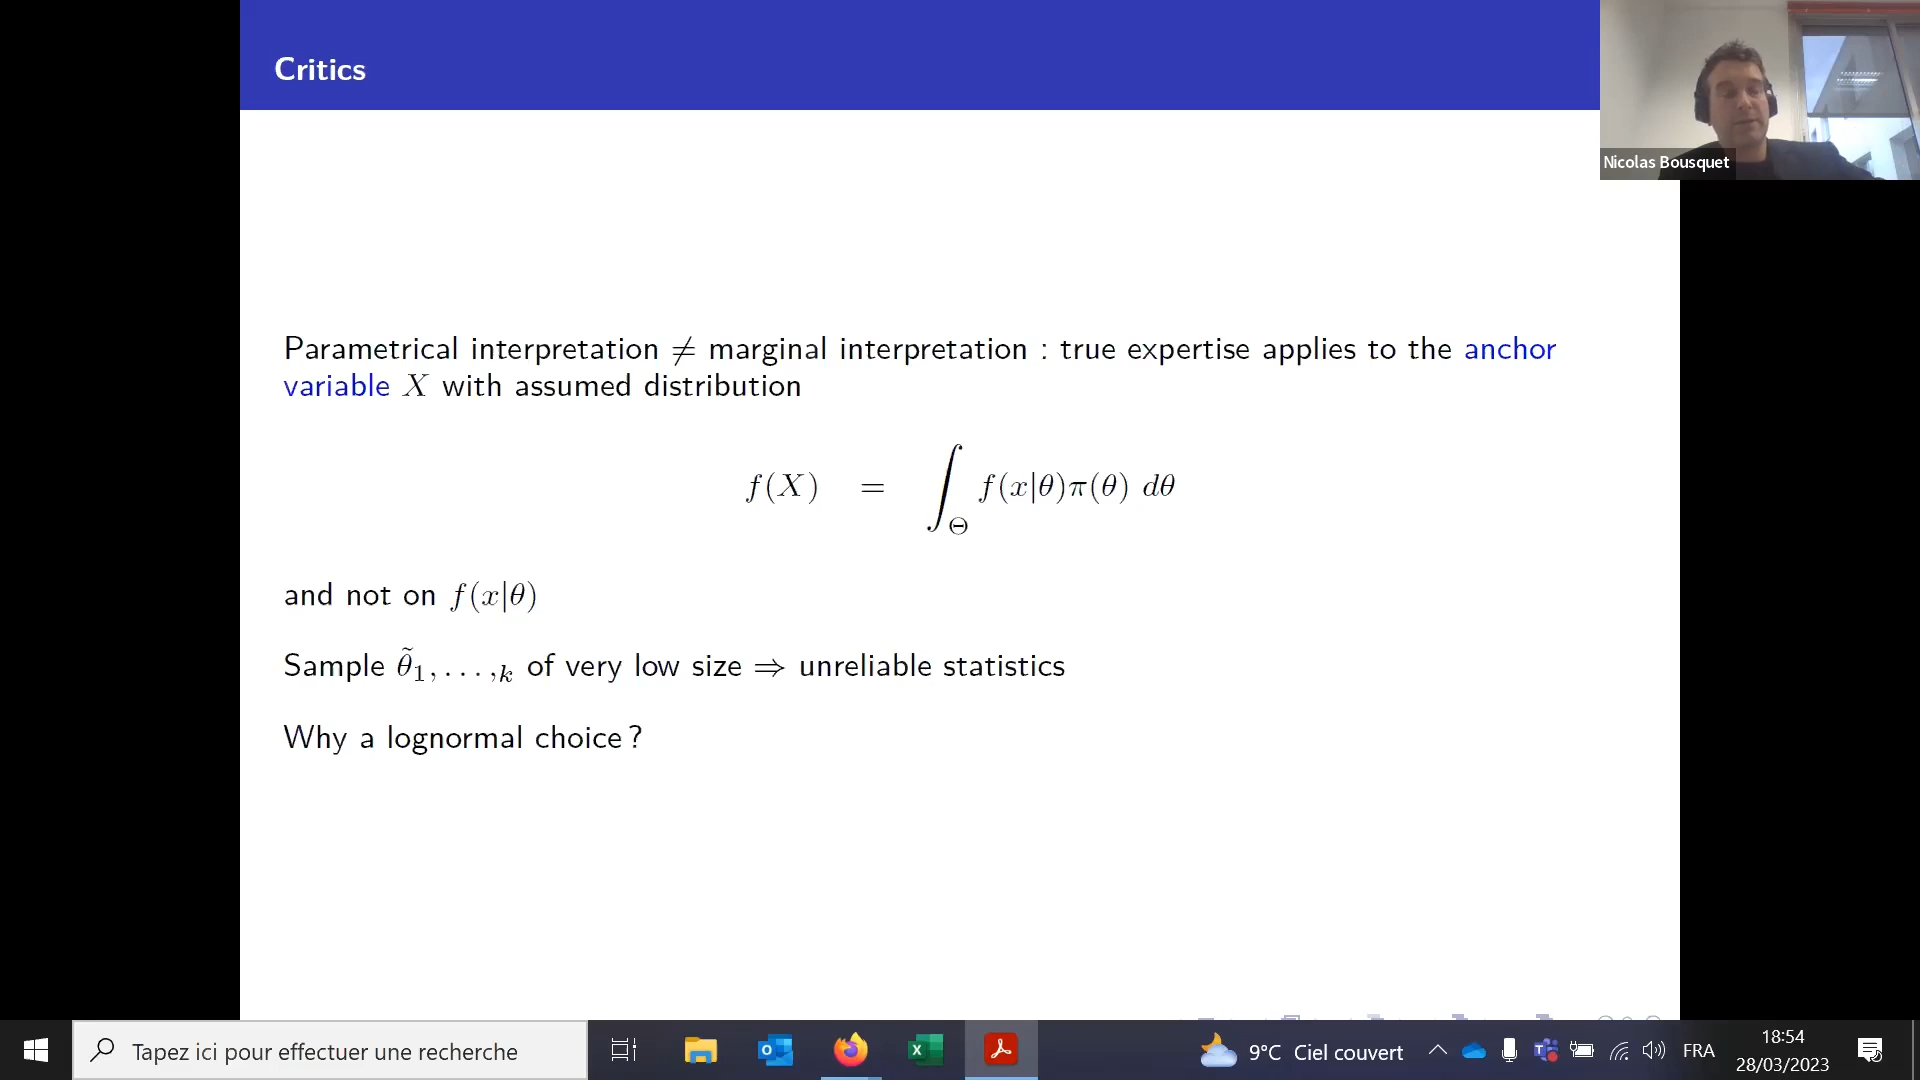 Critics
Nicolas Bousquet
Parametrical interpretation ≠ marginal interpretation : true expertise applies to the anchor
variable X with assumed distribution
f(X) = ∫_Θ f(x|θ)π(θ) dθ
and not on f(x|θ)
Sample θ̃₁,...,ₖ of very low size ⇒ unreliable statistics
Why a lognormal choice ?
Tapez ici pour effectuer une recherche
9°C Ciel couvert
FRA
18:54
28/03/2023